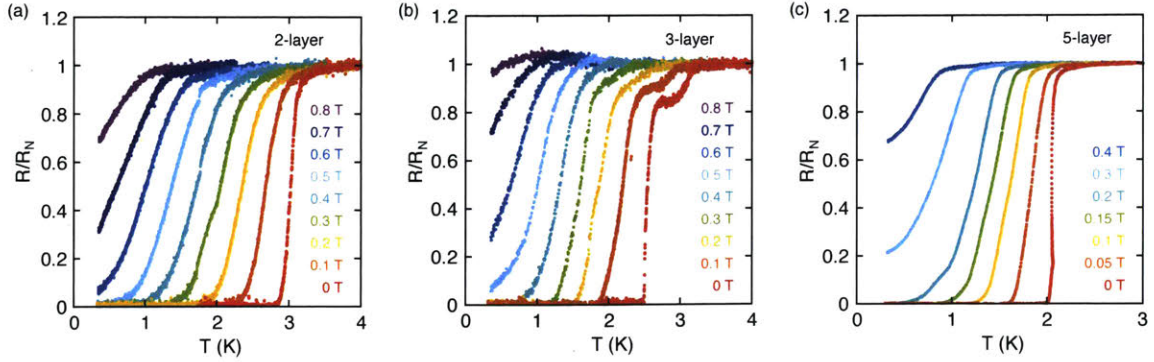 (a)
1.2
1
0.8
0.6
0.4
0.2
0
R/R_N
0
1
2
3
4
T (K)
2-layer
0.8 T
0.7 T
0.6 T
0.5 T
0.4 T
0.3 T
0.2 T
0.1 T
0 T
(b)
1.2
1
0.8
0.6
0.4
0.2
0
R/R_N
0
1
2
3
4
T (K)
3-layer
0.8 T
0.7 T
0.6 T
0.5 T
0.4 T
0.3 T
0.2 T
0.1 T
0 T
(c)
1.2
1
0.8
0.6
0.4
0.2
0
R/R_N
0
1
2
3
T (K)
5-layer
0.4 T
0.3 T
0.2 T
0.15 T
0.1 T
0.05 T
0 T